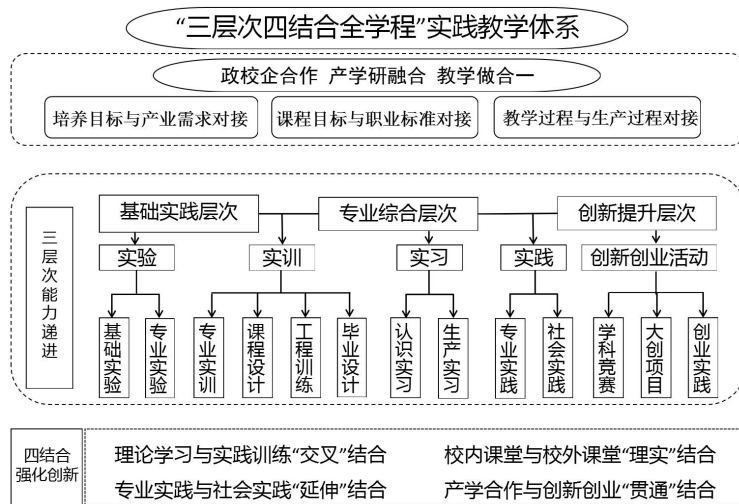 “三层次四结合全学程”实践教学体系
政校企合作 产学研融合 教学做合一
培养目标与产业需求对接
课程目标与职业标准对接
教学过程与生产过程对接
三层次能力递进
基础实践层次
专业综合层次
创新提升层次
实验
实训
实习
实践
创新创业活动
基础实验
专业实验
专业实训
课程设计
工程训练
毕业设计
认识实习
生产实习
专业实践
社会实践
学科竞赛
大创项目
创业实践
四结合
强化创新
理论学习与实践训练“交叉”结合
校内课堂与校外课堂“理实”结合
专业实践与社会实践“延伸”结合
产学合作与创新创业“贯通”结合